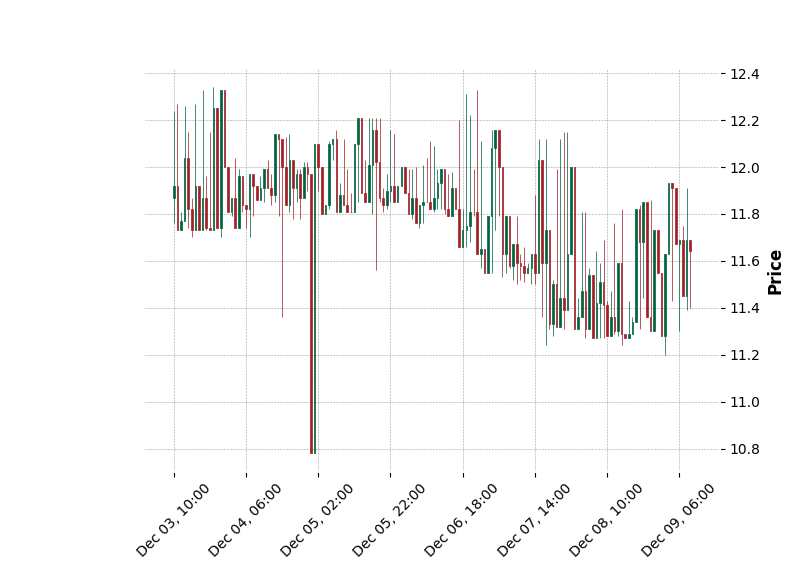 12.4
12.2
12.0
11.8
11.6
11.4
11.2
11.0
10.8
Price
Dec 03, 10:00
Dec 04, 06:00
Dec 05, 02:00
Dec 05, 22:00
Dec 06, 18:00
Dec 07, 14:00
Dec 08, 10:00
Dec 09, 06:00